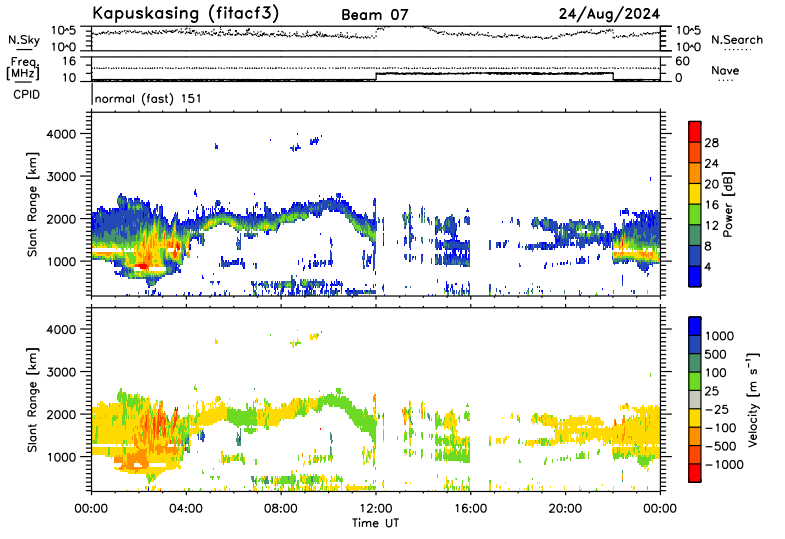 Kapuskasing (fitacf3) Beam 07 24/Aug/2024
N.Sky 10^5 10^0 10^5 10^0 N.Search
Freq. [MHz] 16 10 60 0 Nave
CPID normal (fast) 151
Slant Range [km]
4000
3000
2000
1000
28
24
20
16
12
8
4
Power [dB]
Slant Range [km]
4000
3000
2000
1000
1000
500
100
25
-25
-100
-500
-1000
Velocity [m s⁻¹]
00:00 04:00 08:00 12:00 16:00 20:00 00:00
Time UT